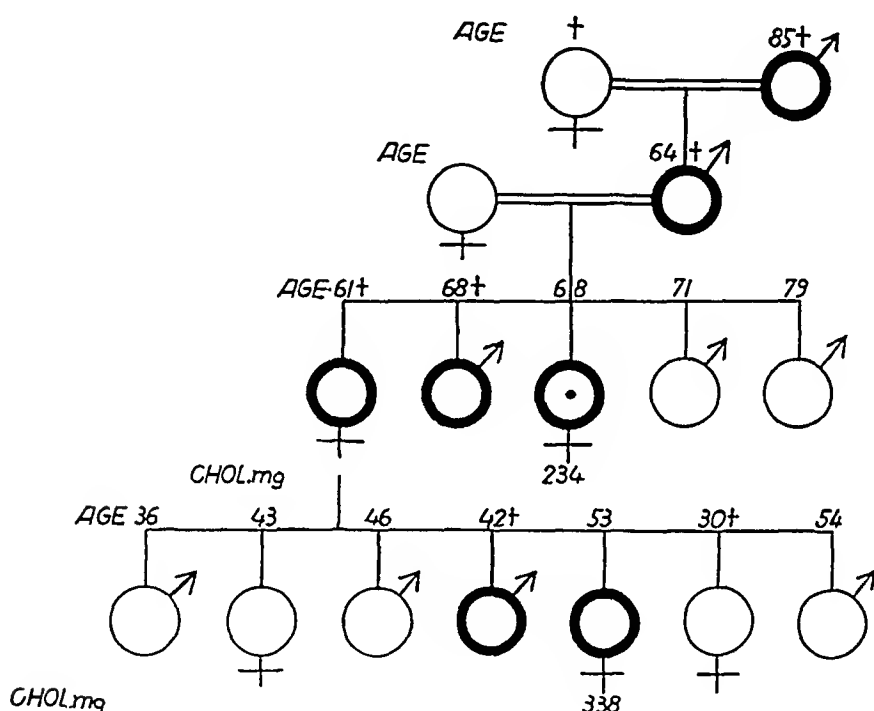 AGE † 85†
AGE 64†
AGE 61† 68† 68 71 79
CHOL.mg 234
AGE 36 43 46 42† 53 30† 54
CHOL.mg 338